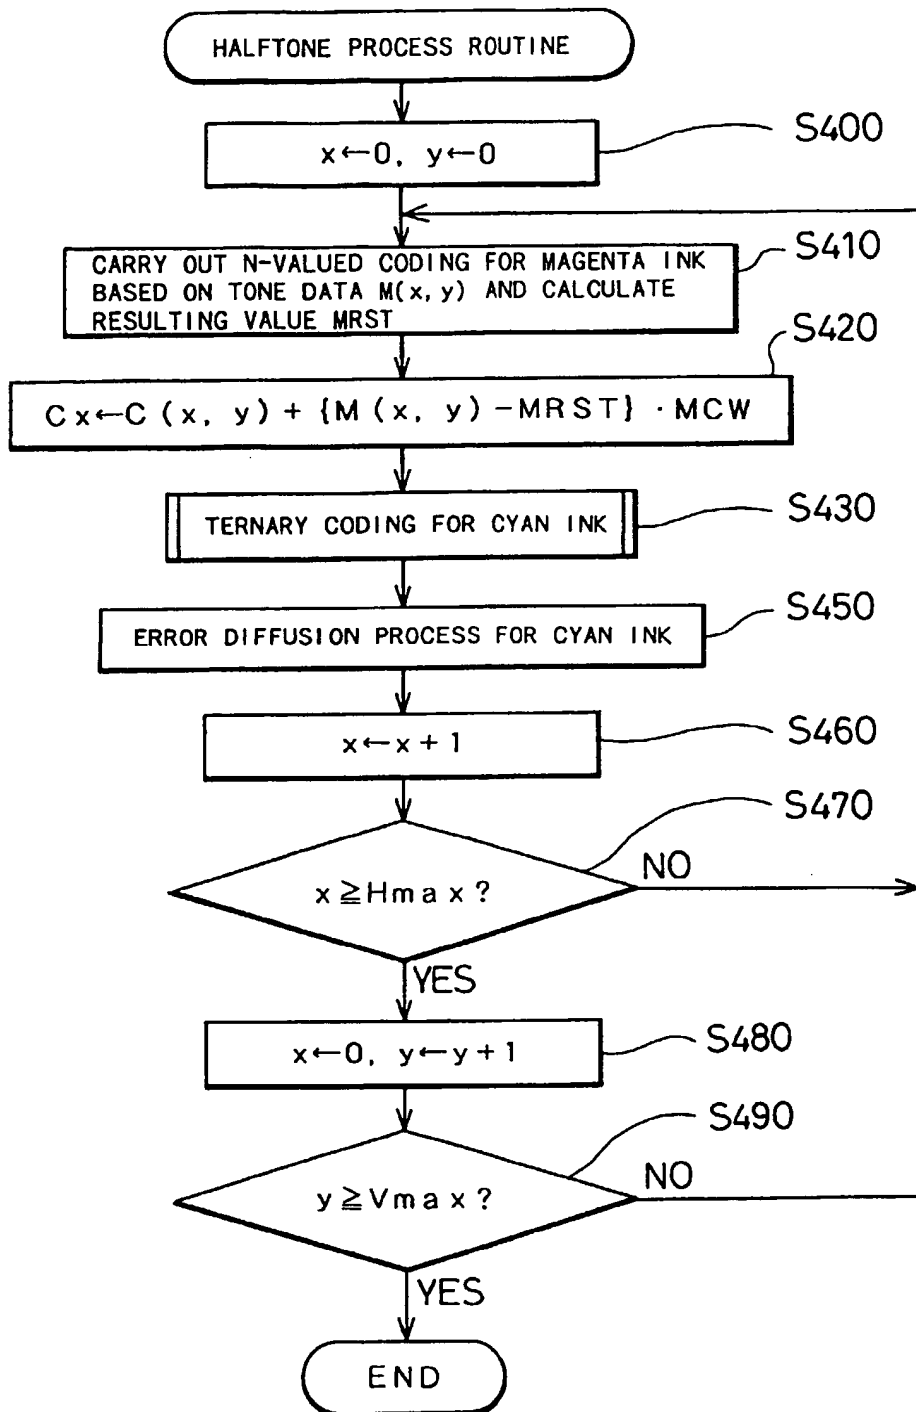 HALFTONE PROCESS ROUTINE
x←0, y←0
S400
CARRY OUT N-VALUED CODING FOR MAGENTA INK
BASED ON TONE DATA M(x, y) AND CALCULATE
RESULTING VALUE MRST
S410
Cx←C (x, y) + {M (x, y) -MRST} · MCW
S420
TERNARY CODING FOR CYAN INK
S430
ERROR DIFFUSION PROCESS FOR CYAN INK
S450
x←x+1
S460
x≧Hmax?
S470
NO
YES
x←0, y←y+1
S480
y≧Vmax?
S490
NO
YES
END